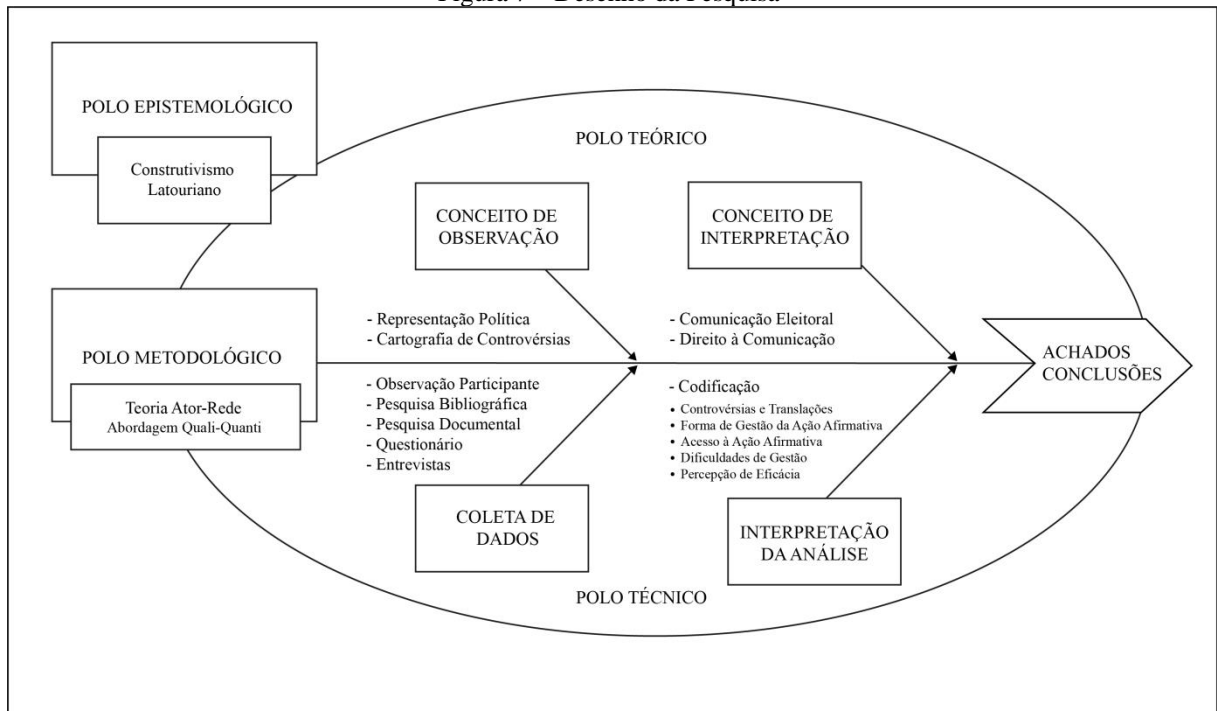 Figura 7 – Desenho da Pesquisa
POLO EPISTEMOLÓGICO
Construtivismo
Latouriano
POLO TEÓRICO
CONCEITO DE
OBSERVAÇÃO
CONCEITO DE
INTERPRETAÇÃO
POLO METODOLÓGICO
Teoria Ator-Rede
Abordagem Quali-Quanti
- Representação Política
- Cartografia de Controvérsias
- Comunicação Eleitoral
- Direito à Comunicação
ACHADOS
CONCLUSÕES
- Observação Participante
- Pesquisa Bibliográfica
- Pesquisa Documental
- Questionário
- Entrevistas
- Codificação
• Controvérsias e Translações
• Forma de Gestão da Ação Afirmativa
• Acesso à Ação Afirmativa
• Dificuldades de Gestão
• Percepção de Eficácia
COLETA DE
DADOS
INTERPRETAÇÃO
DA ANÁLISE
POLO TÉCNICO